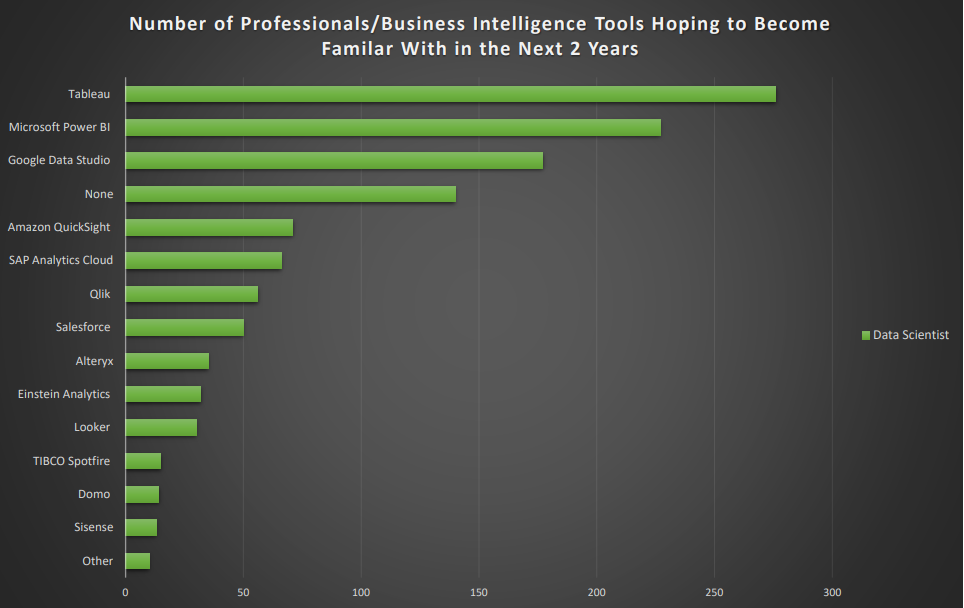 Number of Professionals/Business Intelligence Tools Hoping to Become
Familar With in the Next 2 Years
Tableau
Microsoft Power BI
Google Data Studio
None
Amazon QuickSight
SAP Analytics Cloud
Qlik
Salesforce
Alteryx
Einstein Analytics
Looker
TIBCO Spotfire
Domo
Sisense
Other
0 50 100 150 200 250 300
Data Scientist